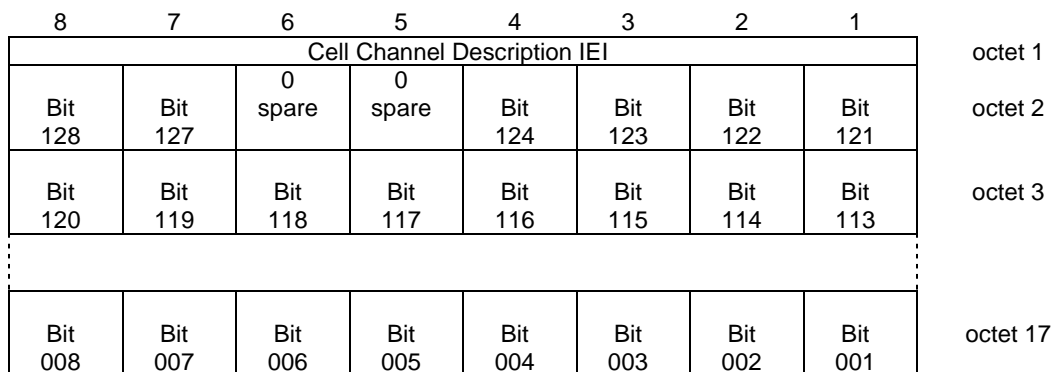 8 7 6 5 4 3 2 1
Cell Channel Description IEI octet 1
0 0
Bit Bit spare spare Bit Bit Bit Bit octet 2
128 127 124 123 122 121
Bit Bit Bit Bit Bit Bit Bit Bit octet 3
120 119 118 117 116 115 114 113
Bit Bit Bit Bit Bit Bit Bit Bit octet 17
008 007 006 005 004 003 002 001